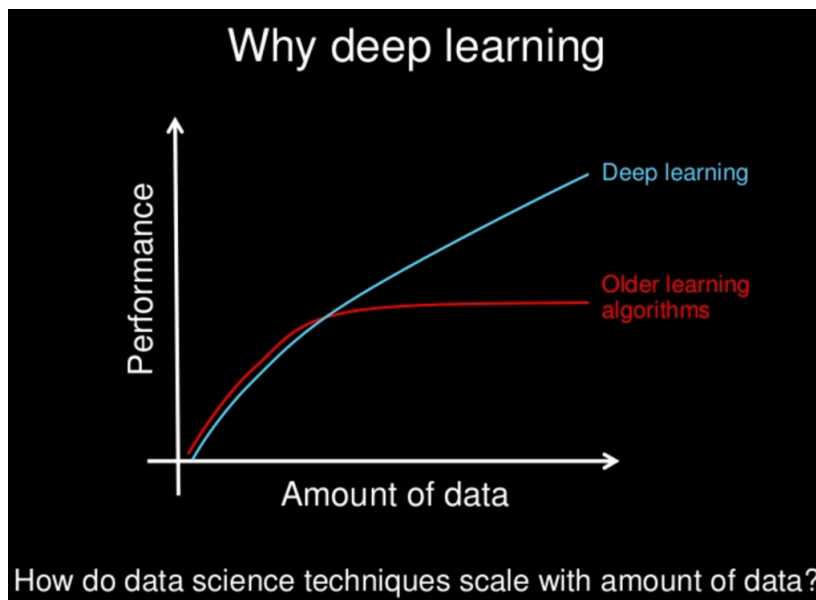 Why deep learning
Deep learning
Performance
Older learning
algorithms
Amount of data
How do data science techniques scale with amount of data?